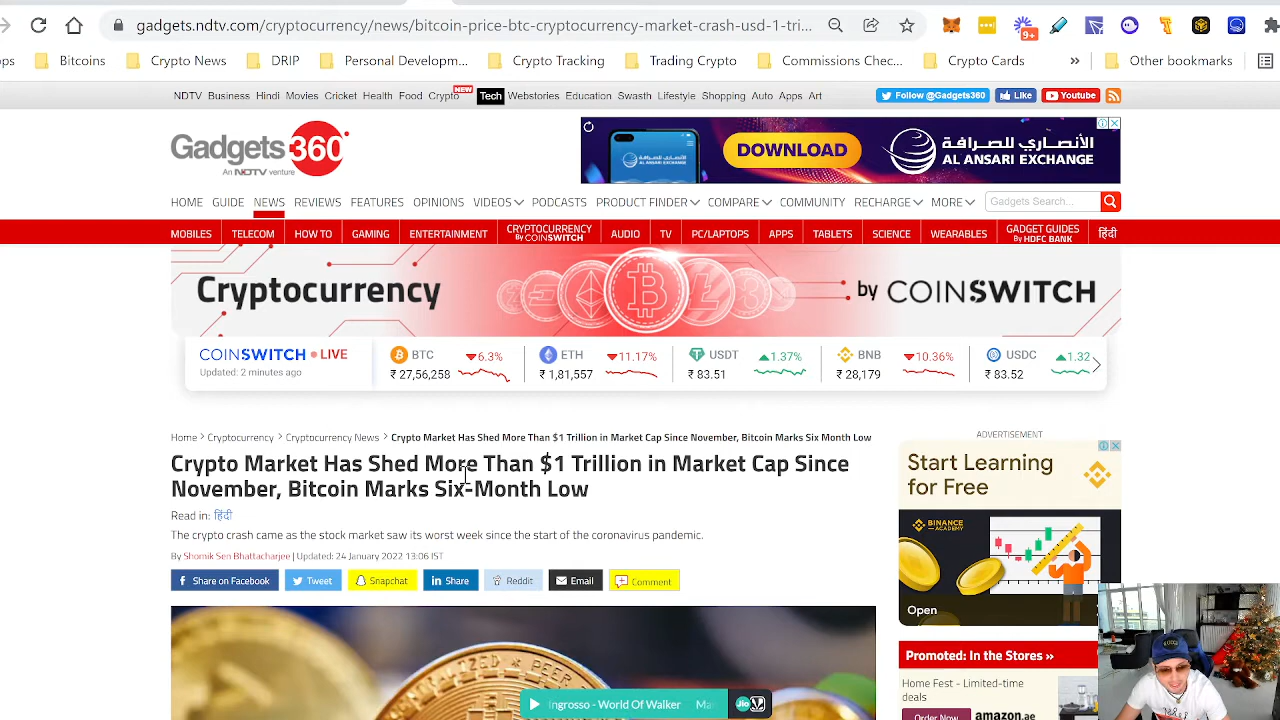 gadgets.ndtv.com/cryptocurrency/news/bitcoin-price-btc-cryptocurrency-market-crash-usd-1-tri...
9+
ops Bitcoins Crypto News DRIP Personal Developm... Crypto Tracking Trading Crypto Commissions Chec... Crypto Cards » Other bookmarks
NDTV Business Hindi Movies Cricket Health Food Crypto NEW Tech Webstories Education Swasth Lifestyle Shopping Auto Apps Art
Follow @Gadgets360 Like Youtube
Gadgets 360
An NDTV venture
DOWNLOAD
الأنصاري للصرافة
AL ANSARI EXCHANGE
HOME GUIDE NEWS REVIEWS FEATURES OPINIONS VIDEOS PODCASTS PRODUCT FINDER COMPARE COMMUNITY RECHARGE MORE Gadgets Search...
MOBILES TELECOM HOW TO GAMING ENTERTAINMENT CRYPTOCURRENCY By COINSWITCH AUDIO TV PC/LAPTOPS APPS TABLETS SCIENCE WEARABLES GADGET GUIDES By HDFC BANK हिंदी
Cryptocurrency by COINSWITCH
COINSWITCH LIVE
Updated: 2 minutes ago
BTC ▼6.3%
₹ 27,56,258
ETH ▼11.17%
₹ 1,81,557
USDT ▲1.37%
₹ 83.51
BNB ▼10.36%
₹ 28,179
USDC ▲1.32
₹ 83.52
Home > Cryptocurrency > Cryptocurrency News > Crypto Market Has Shed More Than $1 Trillion in Market Cap Since November, Bitcoin Marks Six Month Low
Crypto Market Has Shed More Than $1 Trillion in Market Cap Since
November, Bitcoin Marks Six-Month Low
Read in: हिंदी
The crypto rout came as the stock market saw its worst week since the start of the coronavirus pandemic.
By Shomik Sen Bhattacharjee | Updated: 24 January 2022 13:06 IST
Share on Facebook Tweet Snapchat Share Reddit Email Comment
ADVERTISEMENT
Start Learning
for Free
BINANCE
ACADEMY
Open
Promoted: In the Stores »
Home Fest - Limited-time
deals
Order Now
amazon.ae
Ingrosso - World Of Walker
Jio